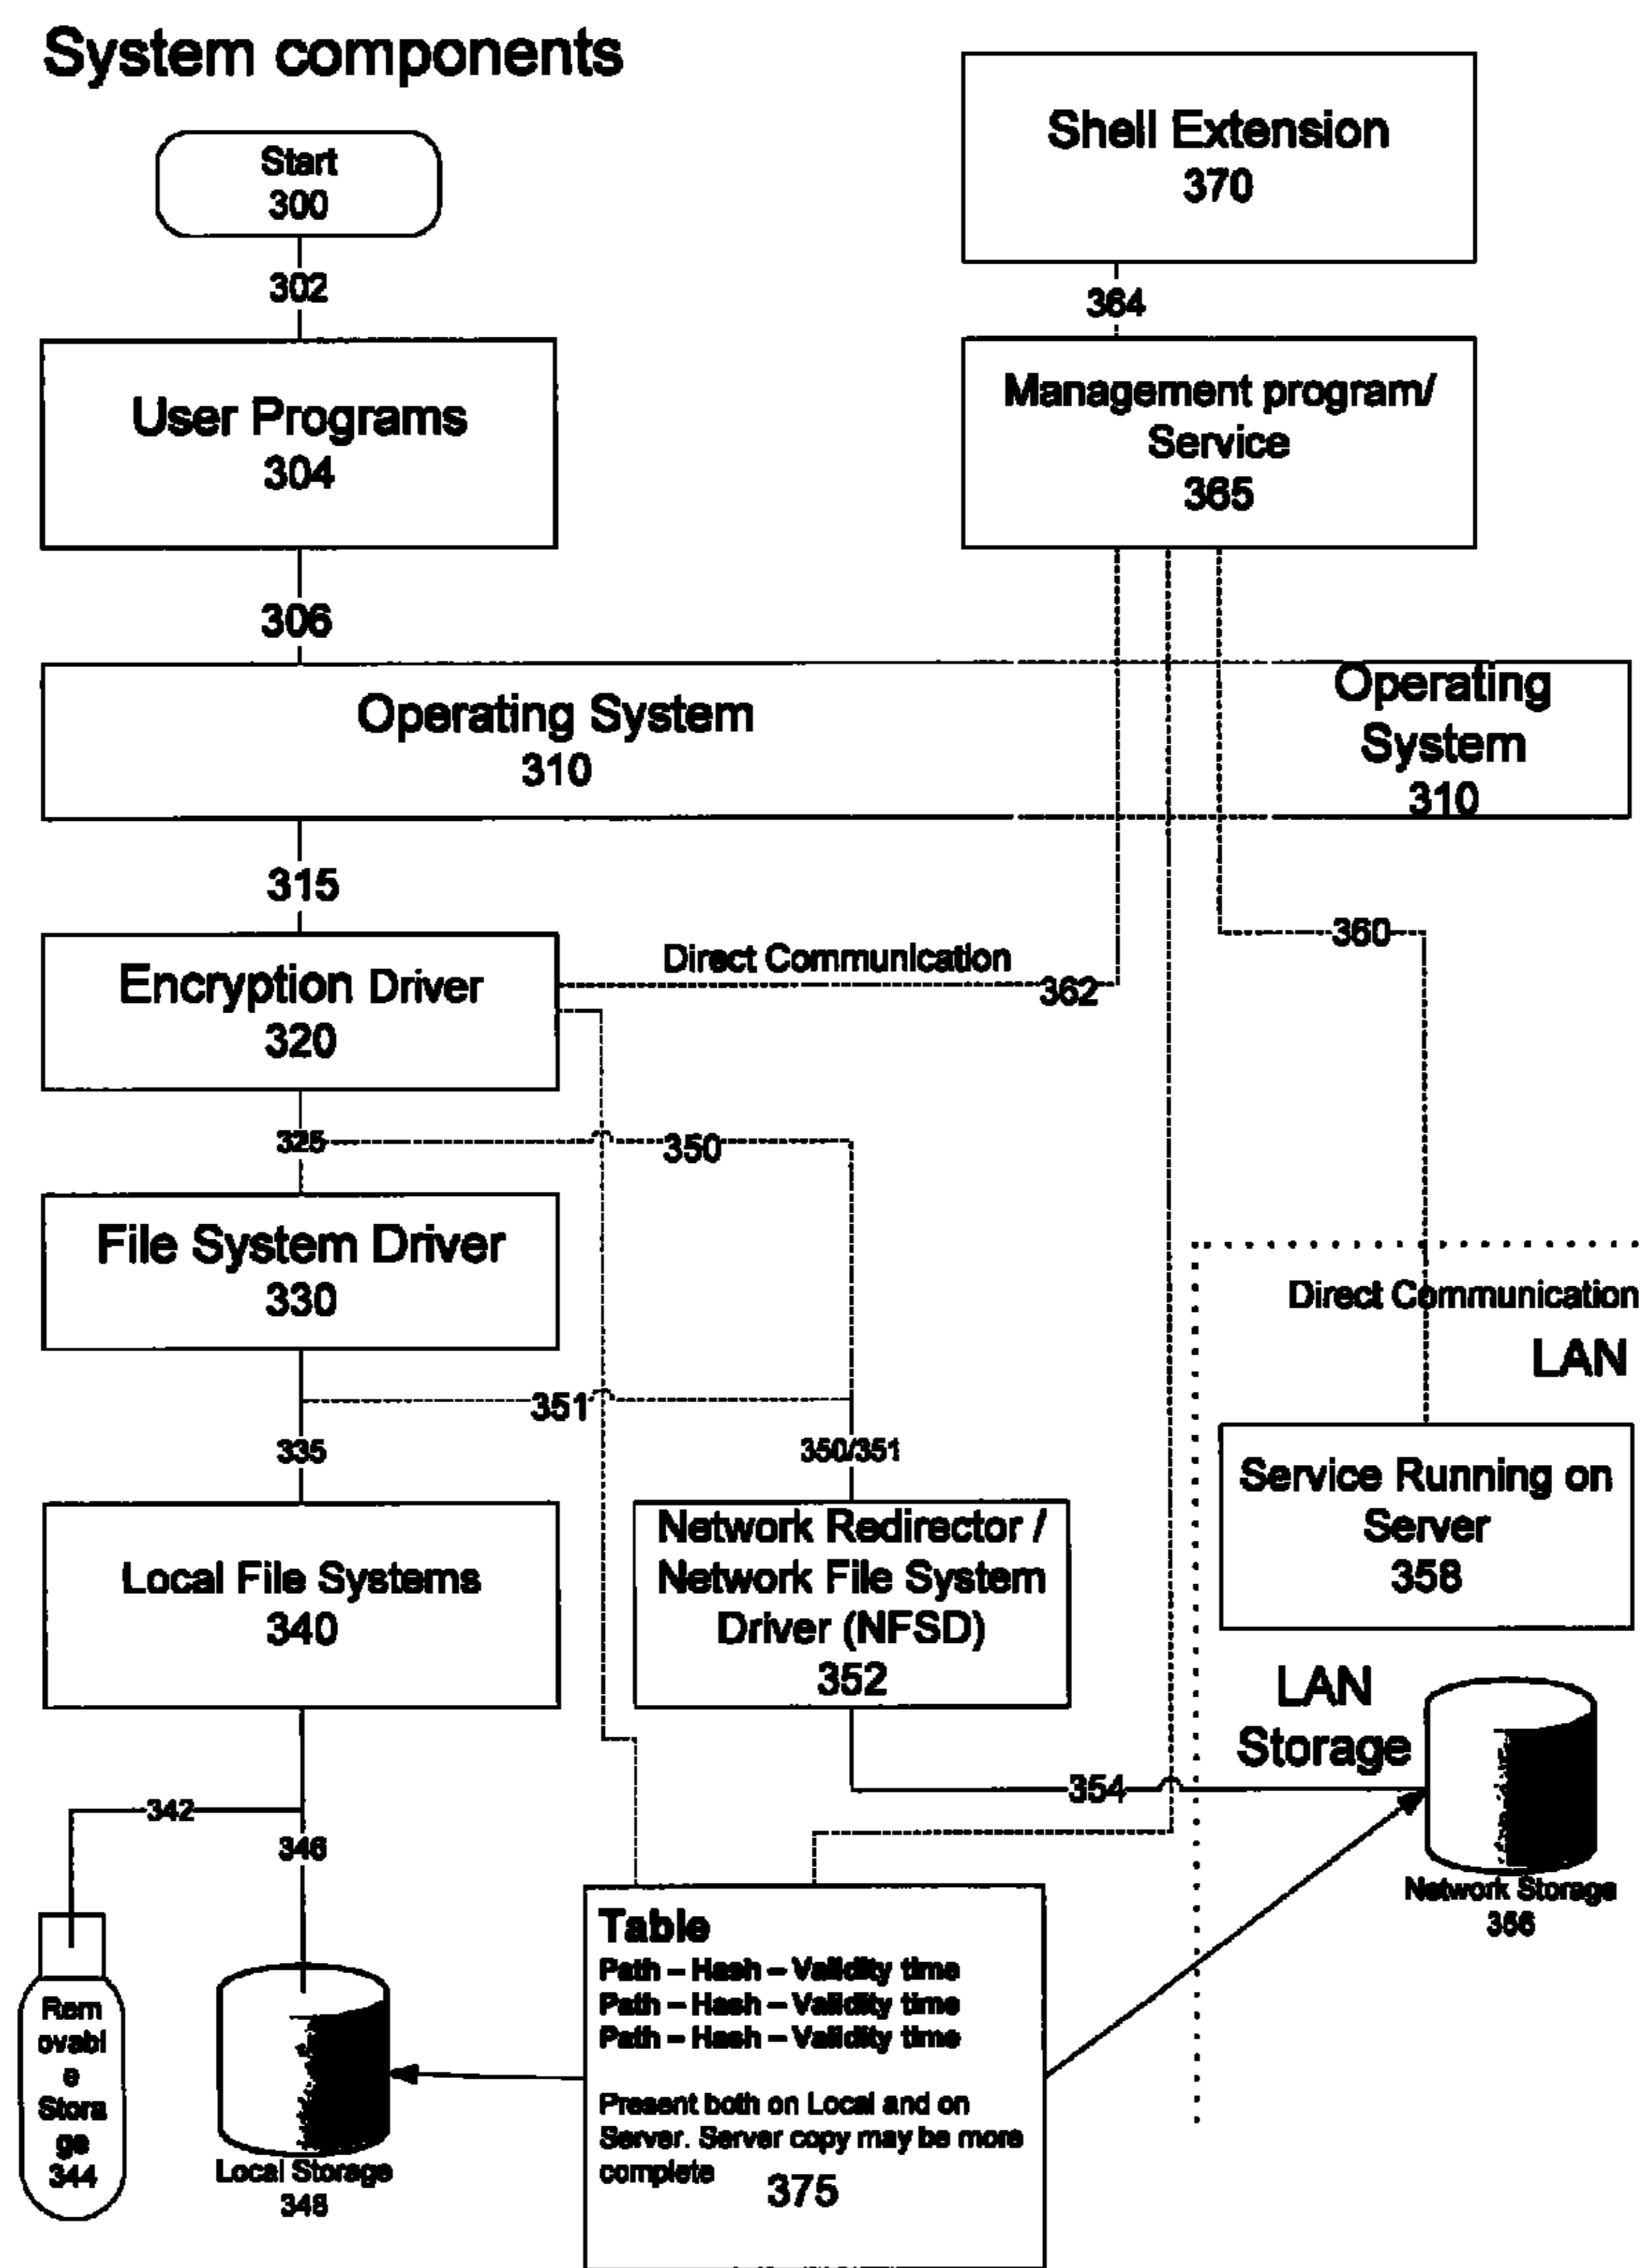 System components
Start
300
302
User Programs
304
306
Shell Extension
370
364
Management program/
Service
365
Operating System
310
Operating
System
310
315
Encryption Driver
320
Direct Communication
362
360
325
350
File System Driver
330
351
335
350/351
Direct Communication
LAN
Service Running on
Server
358
Local File Systems
340
Network Redirector /
Network File System
Driver (NFSD)
352
LAN
Storage
354
Network Storage
356
342
346
Rem
ovabl
e
Stora
ge
344
Local Storage
348
Table
Path – Hash – Validity time
Path – Hash – Validity time
Path – Hash – Validity time
Present both on Local and on
Server. Server copy may be more
complete
375